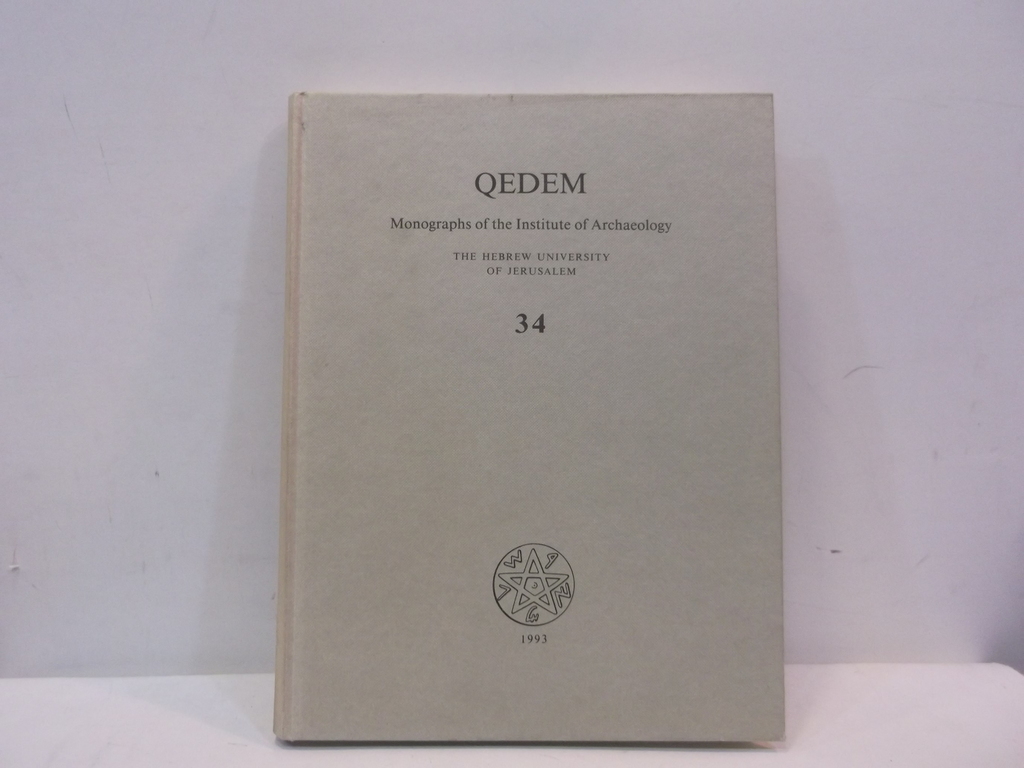 QEDEM
Monographs of the Institute of Archaeology
THE HEBREW UNIVERSITY
OF JERUSALEM
34
1993